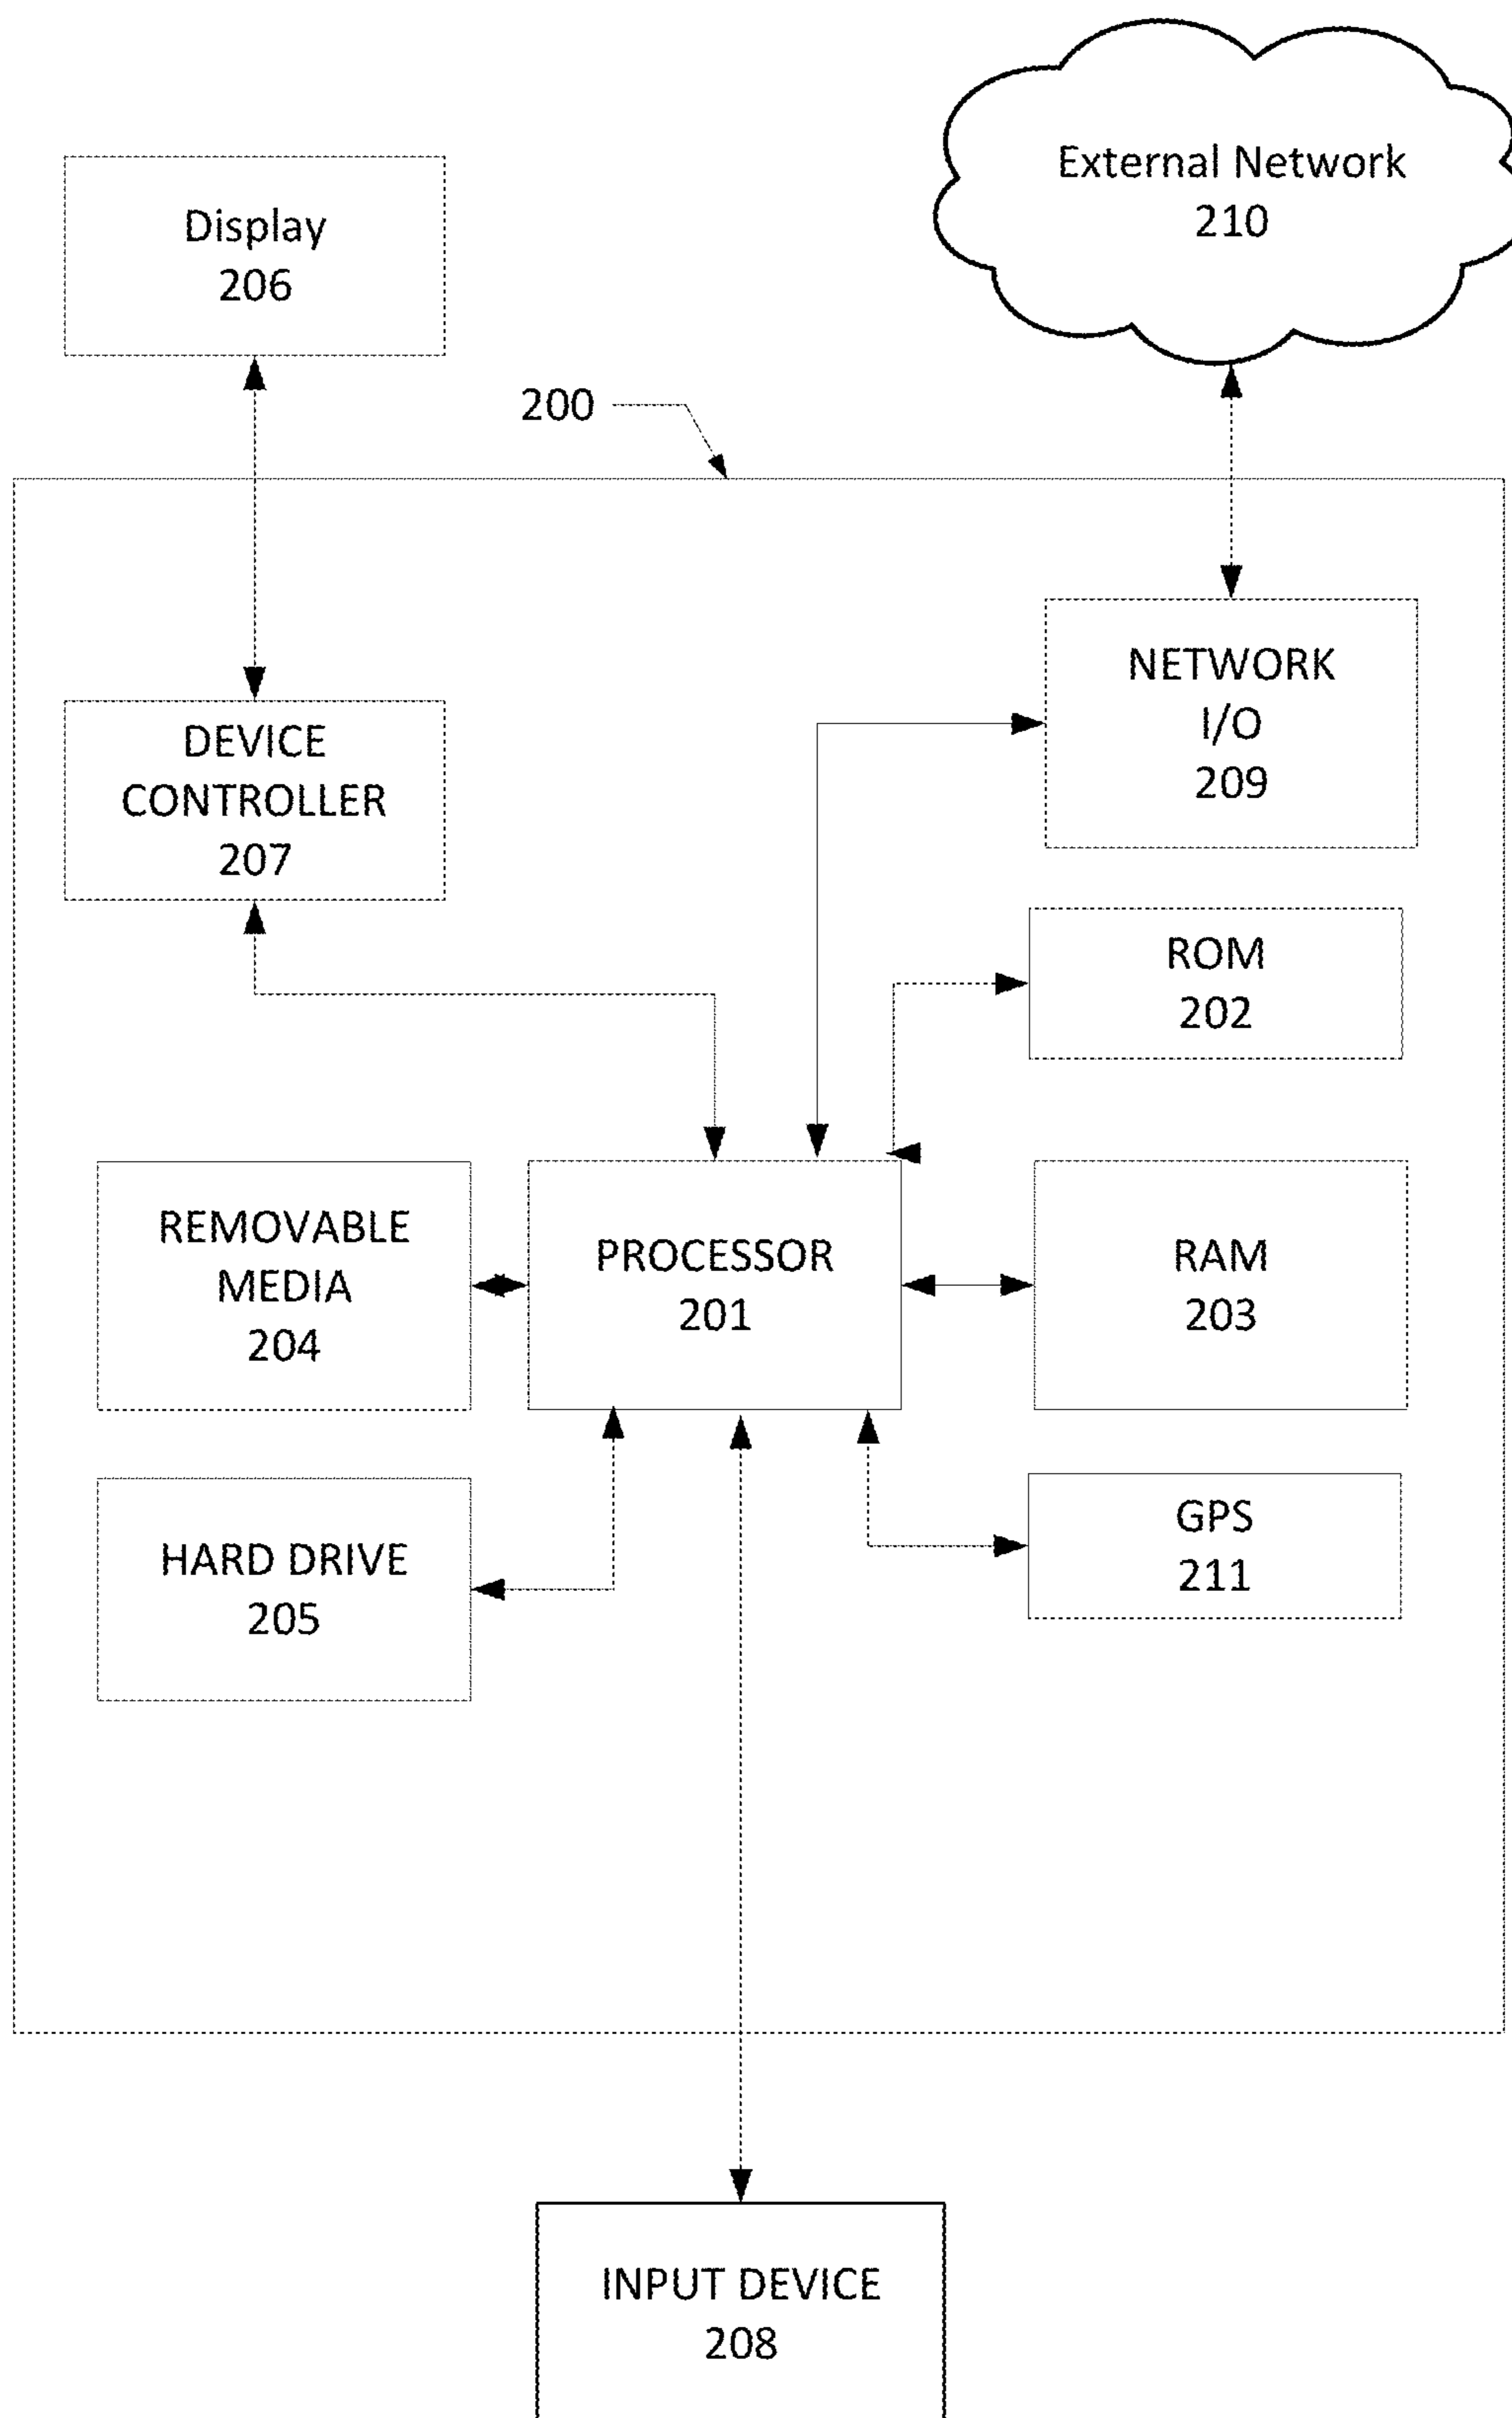 External Network
210
Display
206
200
NETWORK
I/O
209
DEVICE
CONTROLLER
207
ROM
202
REMOVABLE
MEDIA
204
PROCESSOR
201
RAM
203
HARD DRIVE
205
GPS
211
INPUT DEVICE
208